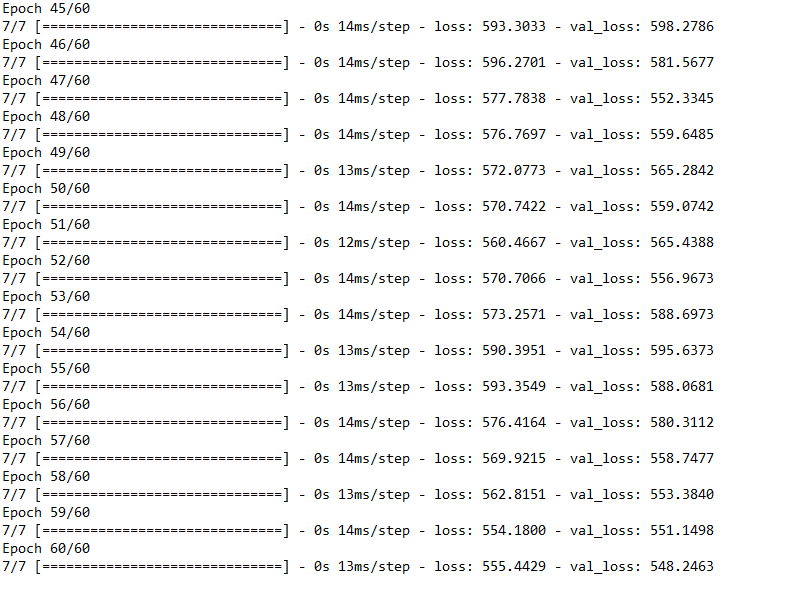 Epoch 45/60
7/7 [==============================] - 0s 14ms/step - loss: 593.3033 - val_loss: 598.2786
Epoch 46/60
7/7 [==============================] - 0s 14ms/step - loss: 596.2701 - val_loss: 581.5677
Epoch 47/60
7/7 [==============================] - 0s 14ms/step - loss: 577.7838 - val_loss: 552.3345
Epoch 48/60
7/7 [==============================] - 0s 14ms/step - loss: 576.7697 - val_loss: 559.6485
Epoch 49/60
7/7 [==============================] - 0s 13ms/step - loss: 572.0773 - val_loss: 565.2842
Epoch 50/60
7/7 [==============================] - 0s 14ms/step - loss: 570.7422 - val_loss: 559.0742
Epoch 51/60
7/7 [==============================] - 0s 12ms/step - loss: 560.4667 - val_loss: 565.4388
Epoch 52/60
7/7 [==============================] - 0s 14ms/step - loss: 570.7066 - val_loss: 556.9673
Epoch 53/60
7/7 [==============================] - 0s 14ms/step - loss: 573.2571 - val_loss: 588.6973
Epoch 54/60
7/7 [==============================] - 0s 13ms/step - loss: 590.3951 - val_loss: 595.6373
Epoch 55/60
7/7 [==============================] - 0s 13ms/step - loss: 593.3549 - val_loss: 588.0681
Epoch 56/60
7/7 [==============================] - 0s 14ms/step - loss: 576.4164 - val_loss: 580.3112
Epoch 57/60
7/7 [==============================] - 0s 14ms/step - loss: 569.9215 - val_loss: 558.7477
Epoch 58/60
7/7 [==============================] - 0s 13ms/step - loss: 562.8151 - val_loss: 553.3840
Epoch 59/60
7/7 [==============================] - 0s 14ms/step - loss: 554.1800 - val_loss: 551.1498
Epoch 60/60
7/7 [==============================] - 0s 13ms/step - loss: 555.4429 - val_loss: 548.2463